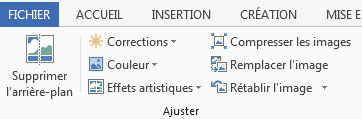 FICHIER ACCUEIL INSERTION CRÉATION MISE E
Supprimer
l'arrière-plan
Corrections
Couleur
Effets artistiques
Compresser les images
Remplacer l'image
Rétablir l'image
Ajuster